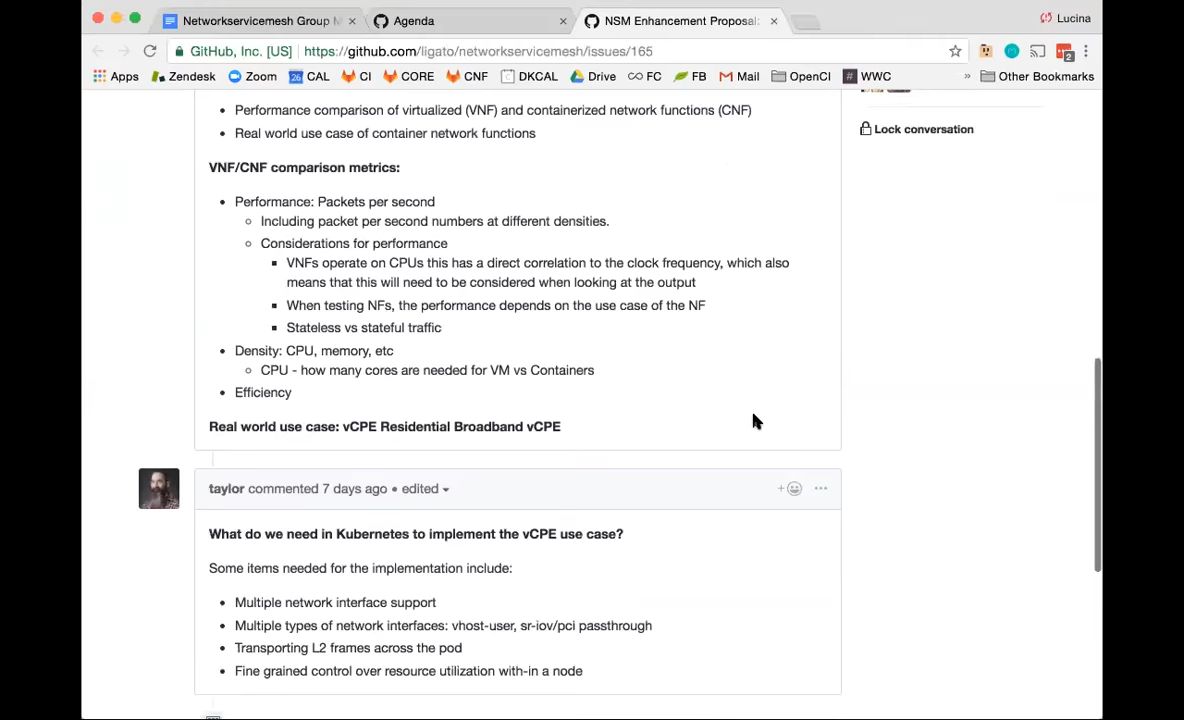 Networkservicemesh Group M
Agenda
NSM Enhancement Proposal:
Lucina
GitHub, Inc. [US]
https://github.com/ligato/networkservicemesh/issues/165
2
Apps
Zendesk
Zoom
26
CAL
CI
CORE
CNF
DKCAL
Drive
FC
FB
Mail
OpenCI
#
WWC
»
Other Bookmarks
• Performance comparison of virtualized (VNF) and containerized network functions (CNF)
• Real world use case of container network functions
Lock conversation
VNF/CNF comparison metrics:
• Performance: Packets per second
◦ Including packet per second numbers at different densities.
◦ Considerations for performance
▪ VNFs operate on CPUs this has a direct correlation to the clock frequency, which also
means that this will need to be considered when looking at the output
▪ When testing NFs, the performance depends on the use case of the NF
▪ Stateless vs stateful traffic
• Density: CPU, memory, etc
◦ CPU - how many cores are needed for VM vs Containers
• Efficiency
Real world use case: vCPE Residential Broadband vCPE
taylor commented 7 days ago • edited
What do we need in Kubernetes to implement the vCPE use case?
Some items needed for the implementation include:
• Multiple network interface support
• Multiple types of network interfaces: vhost-user, sr-iov/pci passthrough
• Transporting L2 frames across the pod
• Fine grained control over resource utilization with-in a node